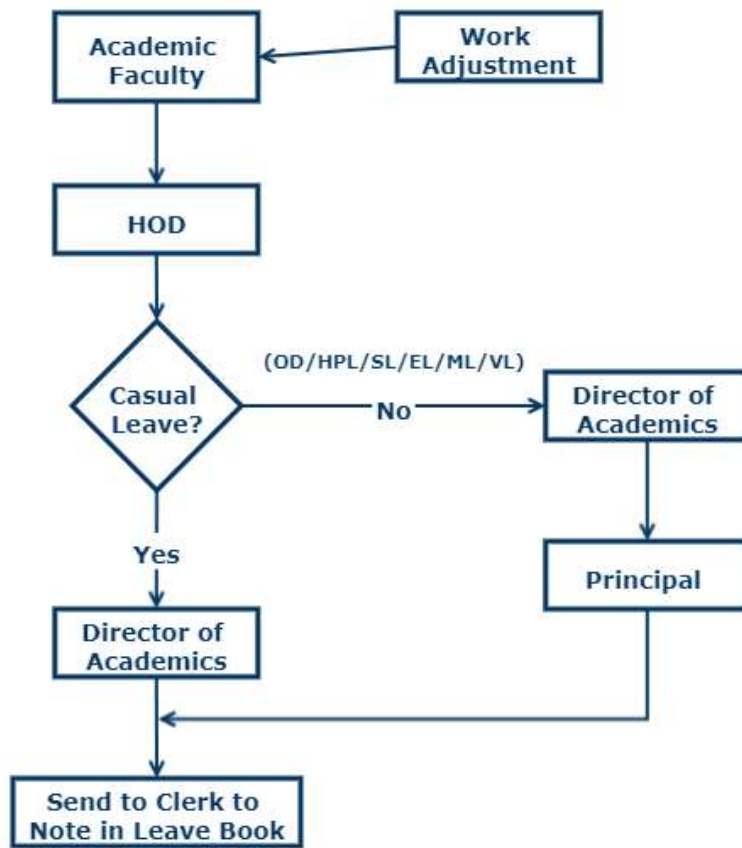 Academic
Faculty
Work
Adjustment
HOD
Casual
Leave?
(OD/HPL/SL/EL/ML/VL)
No
Director of
Academics
Yes
Principal
Director of
Academics
Send to Clerk to
Note in Leave Book